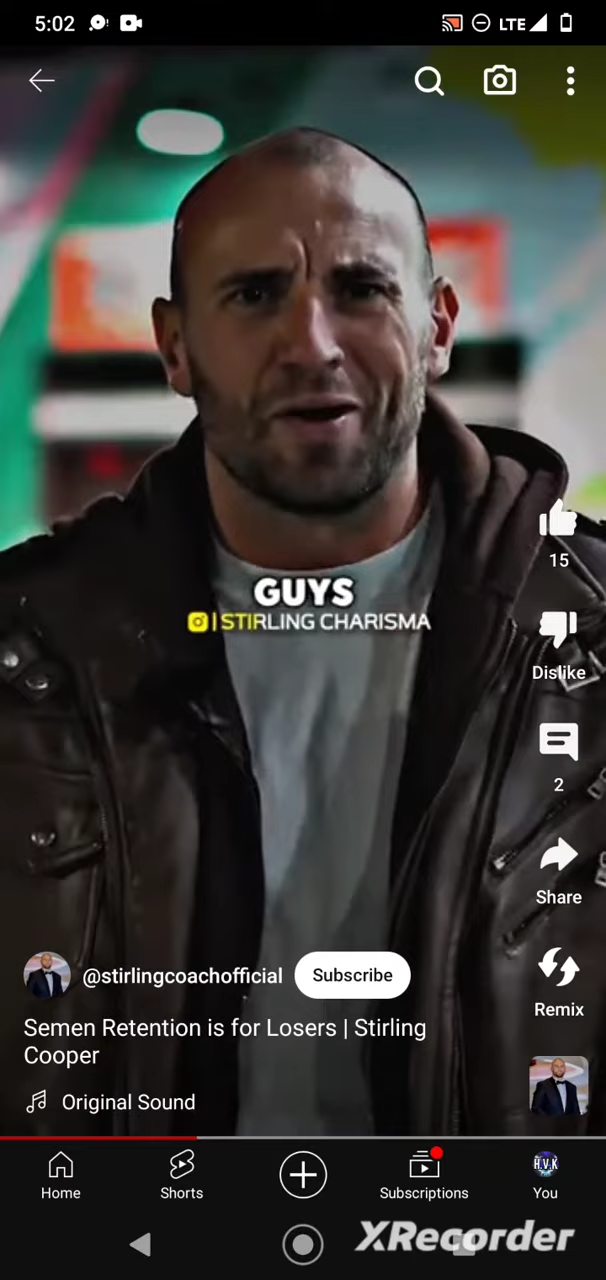 5:02
LTE
GUYS
| STIRLING CHARISMA
15
Dislike
2
Share
@stirlingcoachofficial
Subscribe
Remix
Semen Retention is for Losers | Stirling
Cooper
Original Sound
Home
Shorts
Subscriptions
H.V.K
You
XRecorder